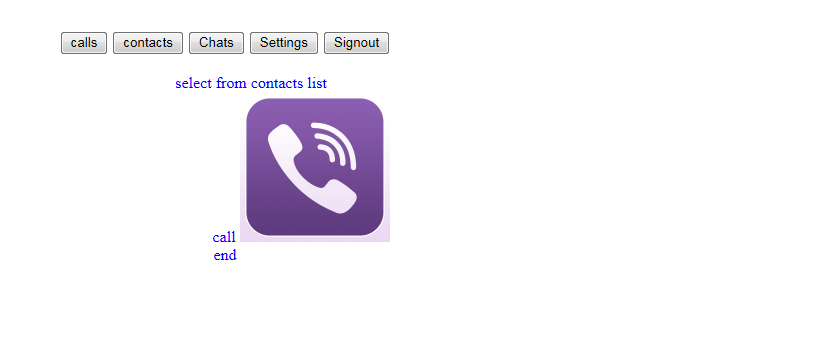 calls contacts Chats Settings Signout
select from contacts list
call
end